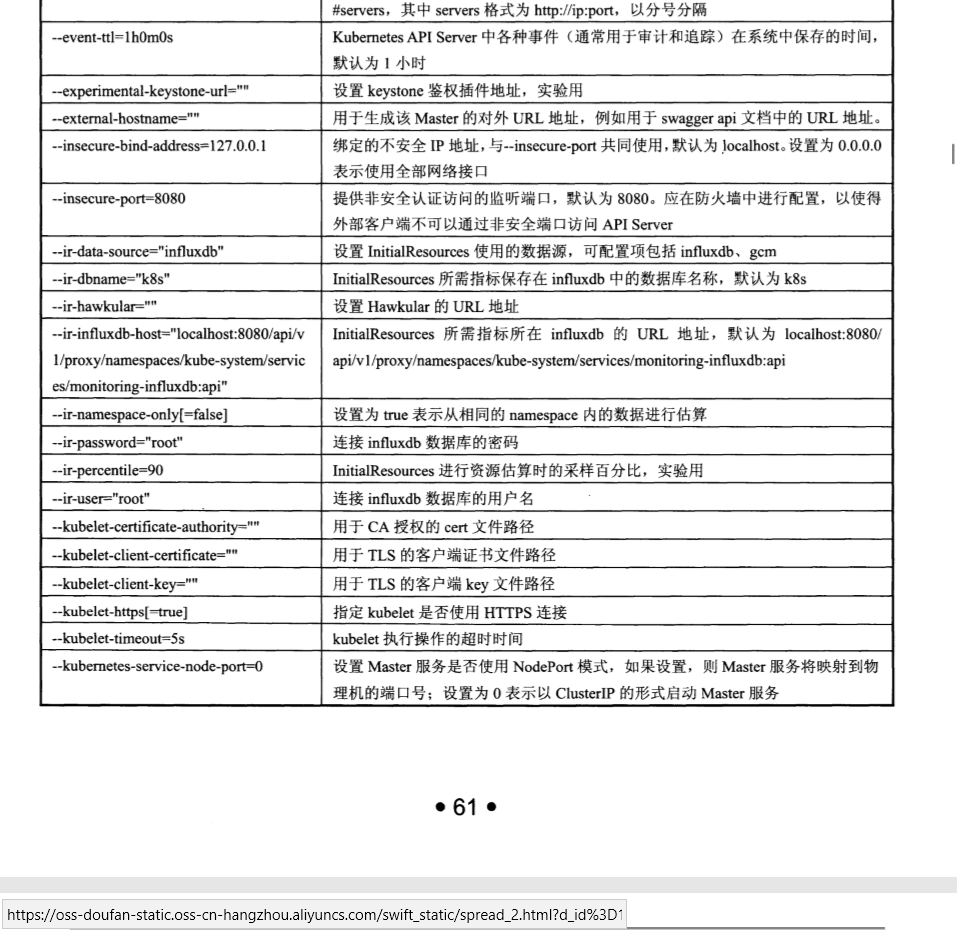 #servers，其中 servers 格式为 http://ip:port，以分号分隔
--event-ttl=1h0m0s
Kubernetes API Server 中各种事件（通常用于审计和追踪）在系统中保存的时间，
默认为 1 小时
--experimental-keystone-url=""
设置 keystone 鉴权插件地址，实验用
--external-hostname=""
用于生成该 Master 的对外 URL 地址，例如用于 swagger api 文档中的 URL 地址。
--insecure-bind-address=127.0.0.1
绑定的不安全 IP 地址，与--insecure-port 共同使用，默认为 localhost。设置为 0.0.0.0
表示使用全部网络接口
--insecure-port=8080
提供非安全认证访问的监听端口，默认为 8080。应在防火墙中进行配置，以使得
外部客户端不可以通过非安全端口访问 API Server
--ir-data-source="influxdb"
设置 InitialResources 使用的数据源，可配置项包括 influxdb、gcm
--ir-dbname="k8s"
InitialResources 所需指标保存在 influxdb 中的数据库名称，默认为 k8s
--ir-hawkular=""
设置 Hawkular 的 URL 地址
--ir-influxdb-host="localhost:8080/api/v
1/proxy/namespaces/kube-system/servic
es/monitoring-influxdb:api"
InitialResources 所需指标所在 influxdb 的 URL 地址，默认为 localhost:8080/
api/v1/proxy/namespaces/kube-system/services/monitoring-influxdb:api
--ir-namespace-only[=false]
设置为 true 表示从相同的 namespace 内的数据进行估算
--ir-password="root"
连接 influxdb 数据库的密码
--ir-percentile=90
InitialResources 进行资源估算时的采样百分比，实验用
--ir-user="root"
连接 influxdb 数据库的用户名
--kubelet-certificate-authority=""
用于 CA 授权的 cert 文件路径
--kubelet-client-certificate=""
用于 TLS 的客户端证书文件路径
--kubelet-client-key=""
用于 TLS 的客户端 key 文件路径
--kubelet-https[=true]
指定 kubelet 是否使用 HTTPS 连接
--kubelet-timeout=5s
kubelet 执行操作的超时时间
--kubernetes-service-node-port=0
设置 Master 服务是否使用 NodePort 模式，如果设置，则 Master 服务将映射到物
理机的端口号；设置为 0 表示以 ClusterIP 的形式启动 Master 服务
• 61 •
https://oss-doufan-static.oss-cn-hangzhou.aliyuncs.com/swift_static/spread_2.html?d_id%3D1